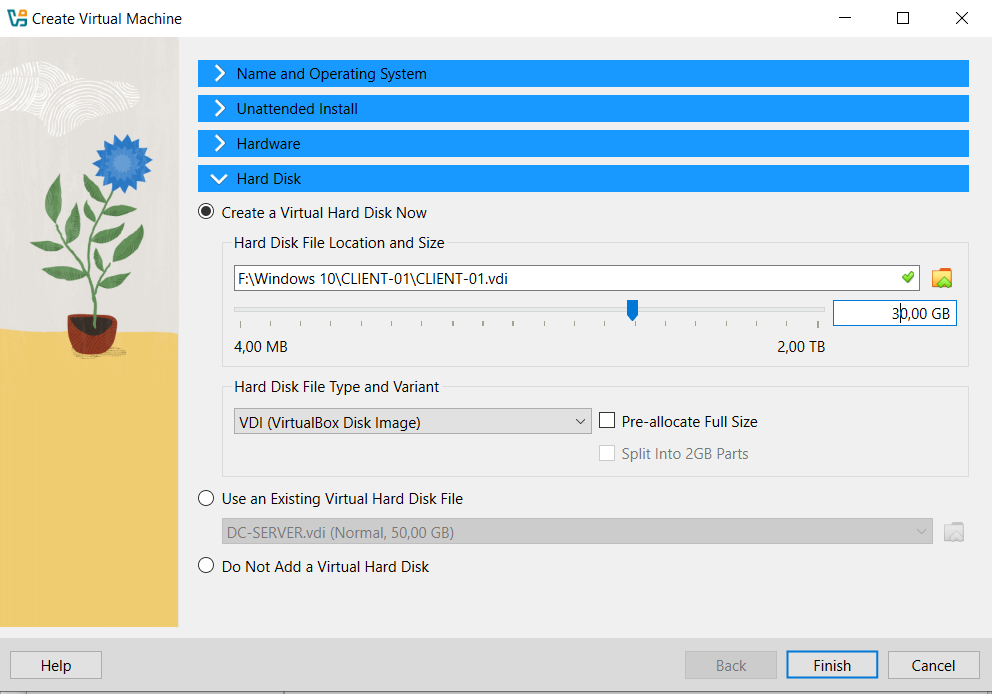 Create Virtual Machine
Name and Operating System
Unattended Install
Hardware
Hard Disk
Create a Virtual Hard Disk Now
Hard Disk File Location and Size
F:\Windows 10\CLIENT-01\CLIENT-01.vdi
30,00 GB
4,00 MB 2,00 TB
Hard Disk File Type and Variant
VDI (VirtualBox Disk Image) Pre-allocate Full Size
Split Into 2GB Parts
Use an Existing Virtual Hard Disk File
DC-SERVER.vdi (Normal, 50,00 GB)
Do Not Add a Virtual Hard Disk
Help Back Finish Cancel